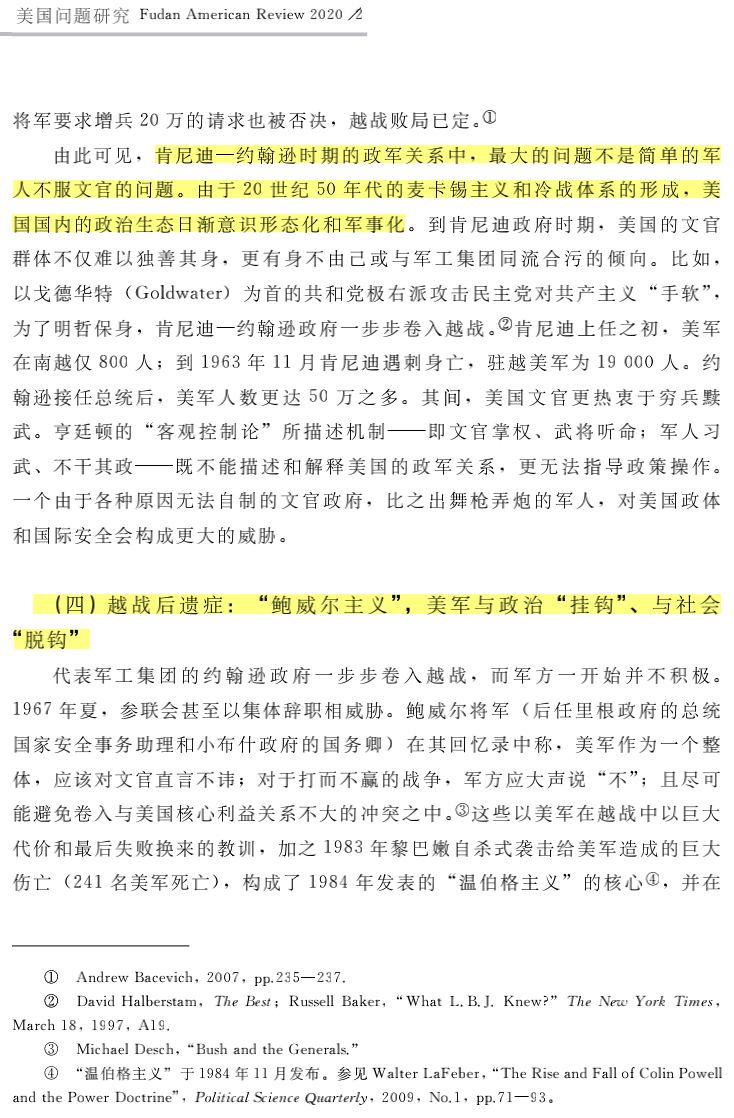 美国问题研究 Fudan American Review 2020 /2
将军要求增兵 20 万的请求也被否决，越战败局已定。①
由此可见，肯尼迪—约翰逊时期的政军关系中，最大的问题不是简单的军
人不服文官的问题。由于 20 世纪 50 年代的麦卡锡主义和冷战体系的形成，美
国国内的政治生态日渐意识形态化和军事化。到肯尼迪政府时期，美国的文官
群体不仅难以独善其身，更有身不由己或与军工集团同流合污的倾向。比如，
以戈德华特（Goldwater）为首的共和党极右派攻击民主党对共产主义“手软”，
为了明哲保身，肯尼迪—约翰逊政府一步步卷入越战。②肯尼迪上任之初，美军
在南越仅 800 人；到 1963 年 11 月肯尼迪遇刺身亡，驻越美军为 19 000 人。约
翰逊接任总统后，美军人数更达 50 万之多。其间，美国文官更热衷于穷兵黩
武。亨廷顿的“客观控制论”所描述机制——即文官掌权、武将听命；军人习
武、不干其政——既不能描述和解释美国的政军关系，更无法指导政策操作。
一个由于各种原因无法自制的文官政府，比之出舞枪弄炮的军人，对美国政体
和国际安全会构成更大的威胁。
（四）越战后遗症：“鲍威尔主义”，美军与政治“挂钩”、与社会
“脱钩”
代表军工集团的约翰逊政府一步步卷入越战，而军方一开始并不积极。
1967 年夏，参联会甚至以集体辞职相威胁。鲍威尔将军（后任里根政府的总统
国家安全事务助理和小布什政府的国务卿）在其回忆录中称，美军作为一个整
体，应该对文官直言不讳；对于打而不赢的战争，军方应大声说“不”；且尽可
能避免卷入与美国核心利益关系不大的冲突之中。③这些以美军在越战中以巨大
代价和最后失败换来的教训，加之 1983 年黎巴嫩自杀式袭击给美军造成的巨大
伤亡（241 名美军死亡），构成了 1984 年发表的“温伯格主义”的核心④，并在
① Andrew Bacevich, 2007, pp.235—237.
② David Halberstam, The Best; Russell Baker, “What L.B.J. Knew?” The New York Times,
March 18, 1997, A19.
③ Michael Desch, “Bush and the Generals.”
④ “温伯格主义”于 1984 年 11 月发布。参见 Walter LaFeber, “The Rise and Fall of Colin Powell
and the Power Doctrine”, Political Science Quarterly, 2009, No.1, pp.71—93。